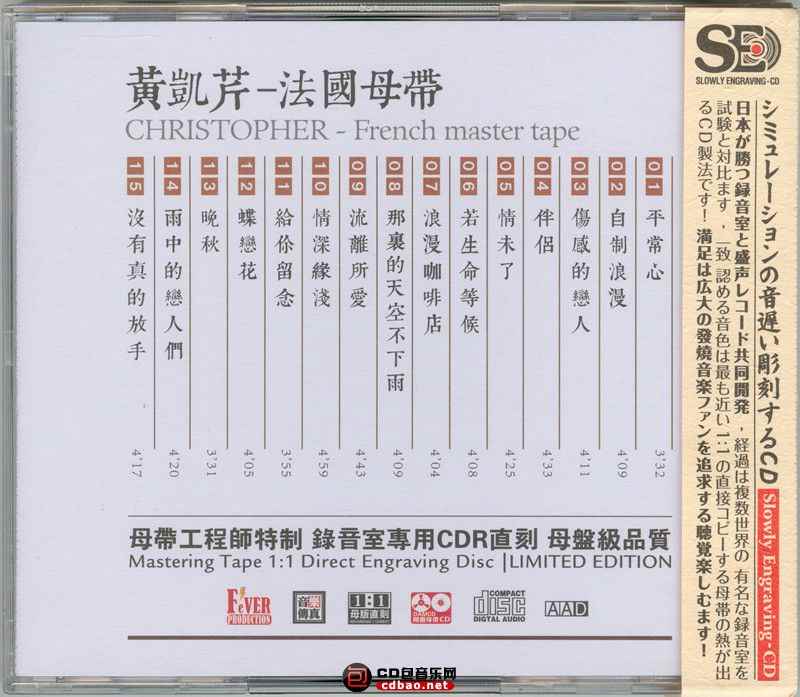 黃凱芹－法國母帶
CHRISTOPHER - French master tape
01 平常心 3'32
02 自制浪漫 4'09
03 傷感的戀人 4'11
04 伴侶 4'33
05 情未了 4'25
06 若生命等候 4'08
07 浪漫咖啡店 4'04
08 那裏的天空不下雨 4'09
09 流離所愛 4'43
10 情深緣淺 4'59
11 給你留念 3'55
12 蝶戀花 4'05
13 晚秋 3'31
14 雨中的戀人們 4'20
15 沒有真的放手 4'17
母帶工程師特制 錄音室專用CDR直刻 母盤級品質
Mastering Tape 1:1 Direct Engraving Disc |LIMITED EDITION
FEVER
PRODUCTION
音樂
傳真
1:1
母版直刻
CD
COMPACT
disc
DIGITAL AUDIO
AAD
SE
SLOWLY ENGRAVING-CD
シミュレーションの音遅い彫刻するCD Slowly Engraving-CD
日本が勝つ録音室と盛声レコード共同開発，経過は複数世界の 有名な録音室を
試験と対比ます，一致 認める音色は最も近い1:1の直接コピーする母帯の熱が出
るCD製法です！満足は広大の發燒音楽ファンを追求する聴覚楽しむます！
CD包音乐网
cdbao.net